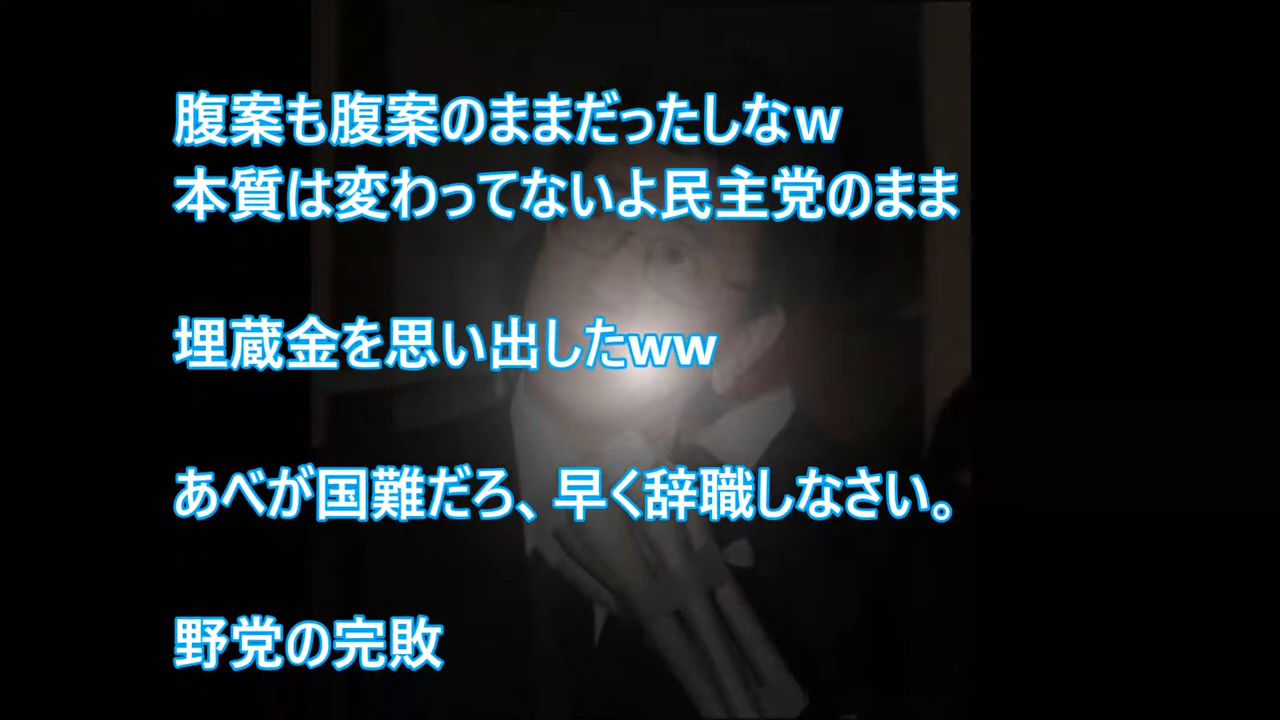 腹案も腹案のままだったしなｗ
本質は変わってないよ民主党のまま
埋蔵金を思い出したww
あべが国難だろ、早く辞職しなさい。
野党の完敗